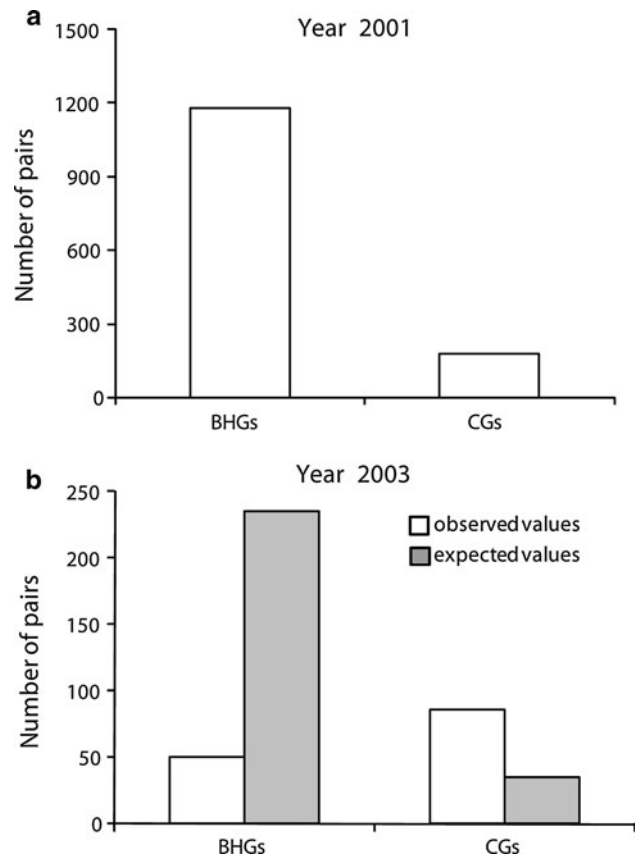 a
Year 2001
Number of pairs
1500
1200
900
600
300
0
BHGs
CGs
b
Year 2003
Number of pairs
250
200
150
100
50
0
observed values
expected values
BHGs
CGs